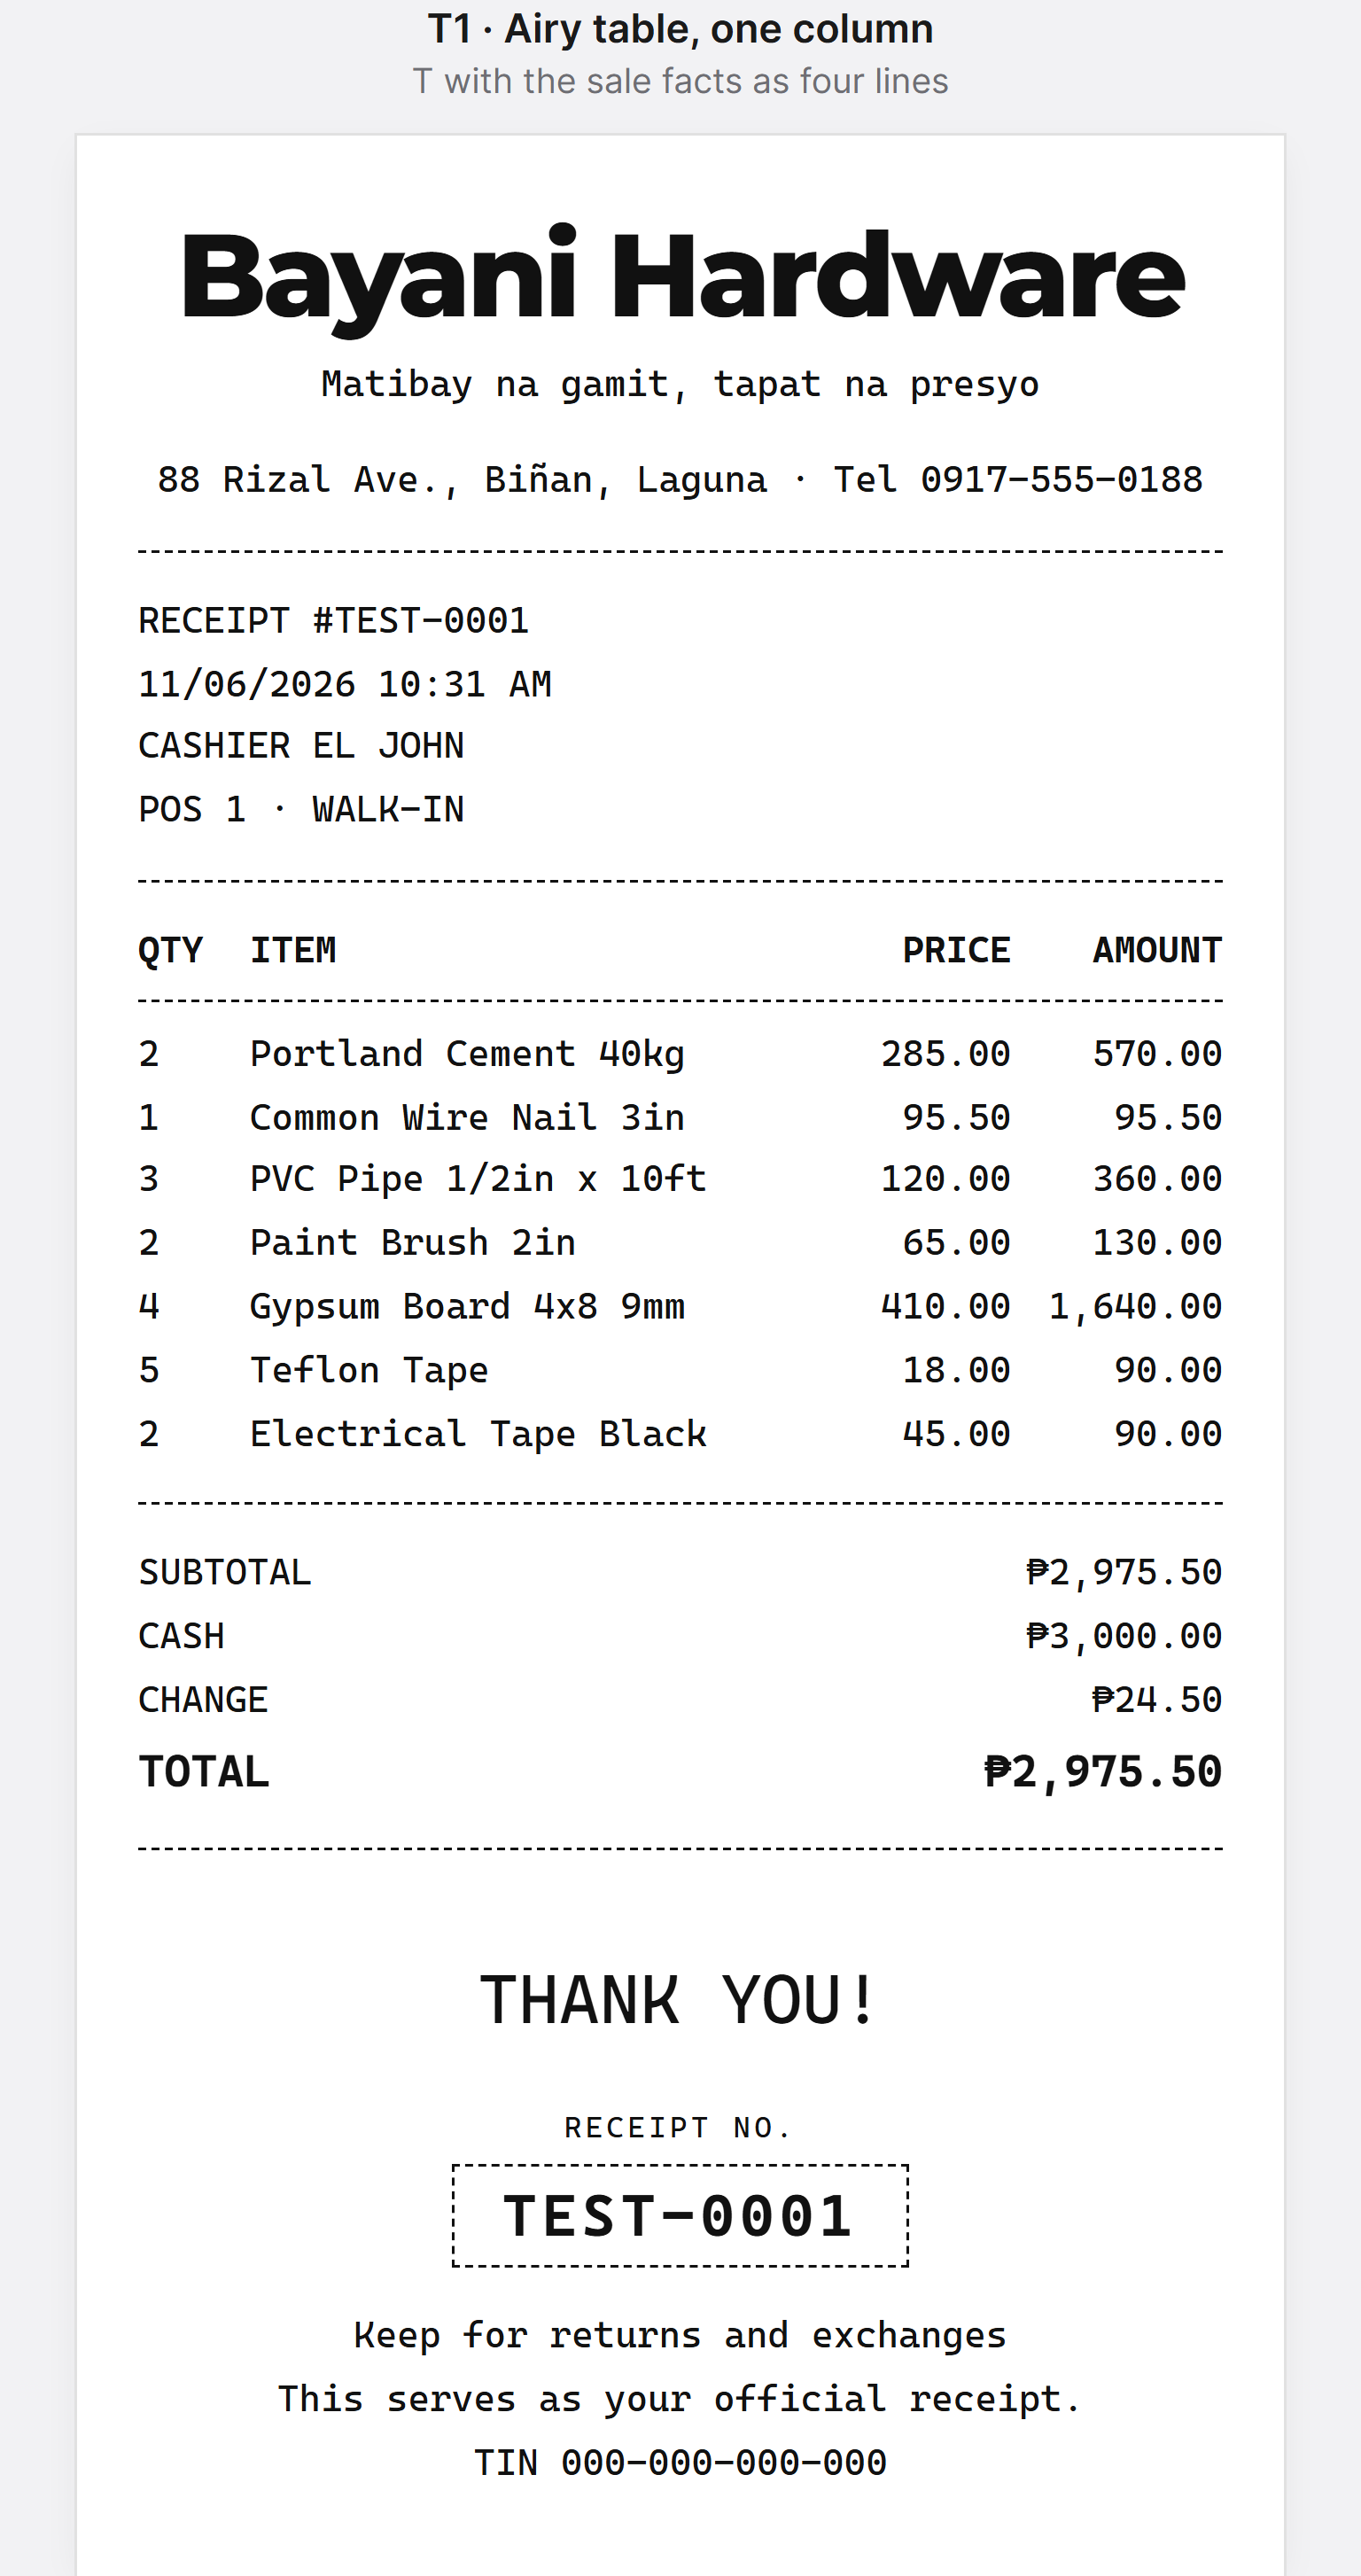 T1 · Airy table, one column
T with the sale facts as four lines
Bayani Hardware
Matibay na gamit, tapat na presyo
88 Rizal Ave., Biñan, Laguna · Tel 0917-555-0188
RECEIPT #TEST-0001
11/06/2026 10:31 AM
CASHIER EL JOHN
POS 1 · WALK-IN
QTY ITEM PRICE AMOUNT
2 Portland Cement 40kg 285.00 570.00
1 Common Wire Nail 3in 95.50 95.50
3 PVC Pipe 1/2in x 10ft 120.00 360.00
2 Paint Brush 2in 65.00 130.00
4 Gypsum Board 4x8 9mm 410.00 1,640.00
5 Teflon Tape 18.00 90.00
2 Electrical Tape Black 45.00 90.00
SUBTOTAL ₱2,975.50
CASH ₱3,000.00
CHANGE ₱24.50
TOTAL ₱2,975.50
THANK YOU!
RECEIPT NO.
TEST-0001
Keep for returns and exchanges
This serves as your official receipt.
TIN 000-000-000-000